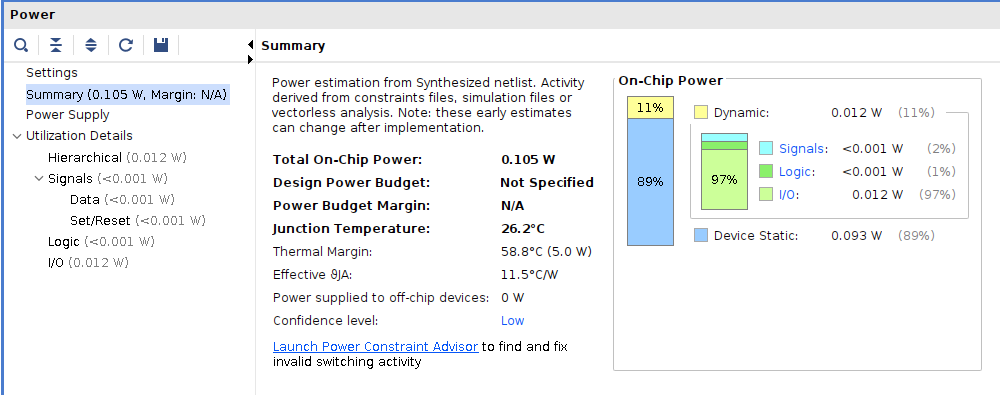 Power
Summary
Settings
Summary (0.105 W, Margin: N/A)
Power Supply
Utilization Details
Hierarchical (0.012 W)
Signals (<0.001 W)
Data (<0.001 W)
Set/Reset (<0.001 W)
Logic (<0.001 W)
I/O (0.012 W)
Power estimation from Synthesized netlist. Activity
derived from constraints files, simulation files or
vectorless analysis. Note: these early estimates
can change after implementation.
Total On-Chip Power: 0.105 W
Design Power Budget: Not Specified
Power Budget Margin: N/A
Junction Temperature: 26.2°C
Thermal Margin: 58.8°C (5.0 W)
Effective ϑJA: 11.5°C/W
Power supplied to off-chip devices: 0 W
Confidence level: Low
Launch Power Constraint Advisor to find and fix
invalid switching activity
On-Chip Power
11%
89%
Dynamic: 0.012 W (11%)
97%
Signals: <0.001 W (2%)
Logic: <0.001 W (1%)
I/O: 0.012 W (97%)
Device Static: 0.093 W (89%)